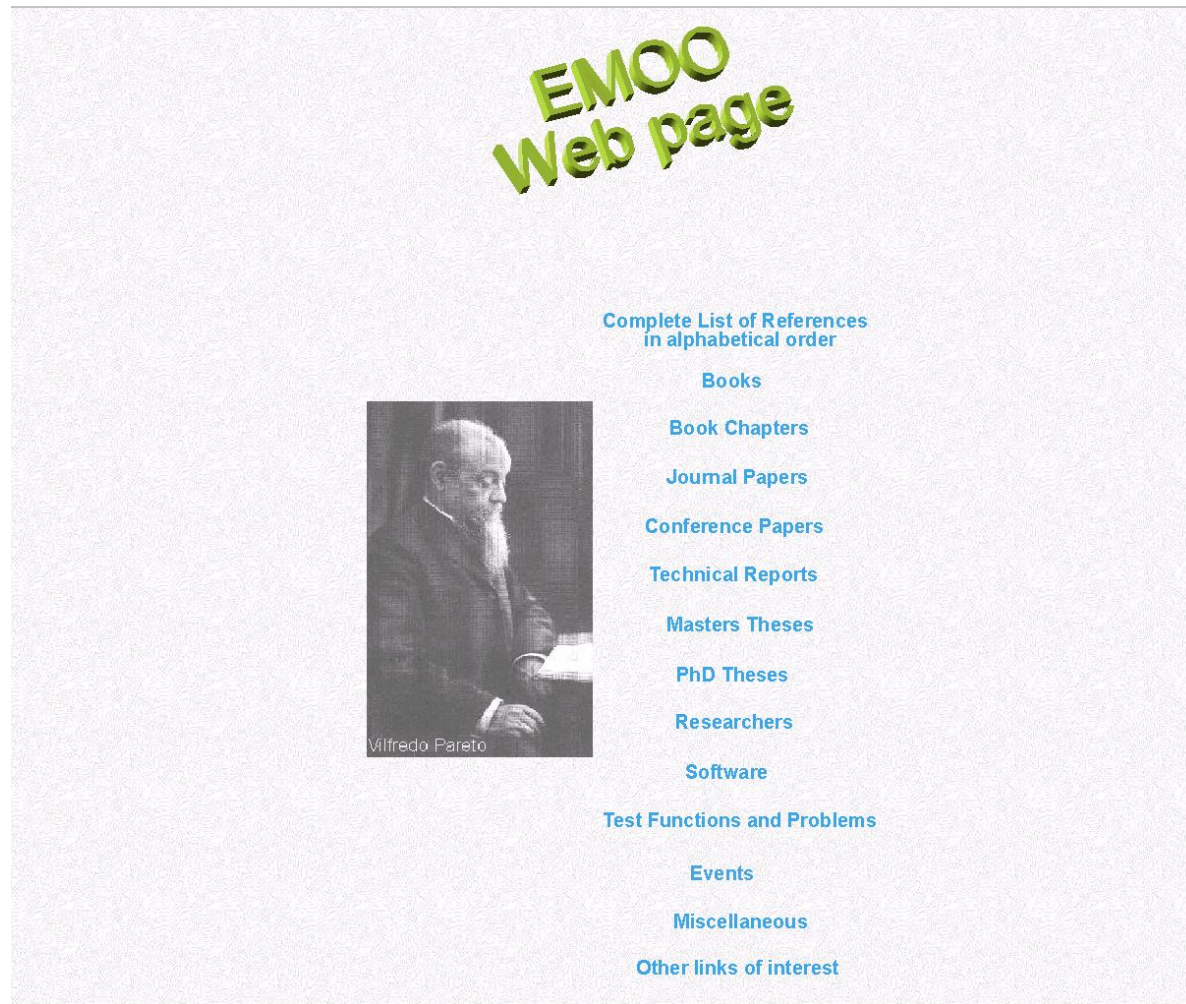 EMOO
Web page
Complete List of References
in alphabetical order
Books
Book Chapters
Journal Papers
Conference Papers
Technical Reports
Masters Theses
PhD Theses
Researchers
Software
Test Functions and Problems
Events
Miscellaneous
Other links of interest
Vilfredo Pareto